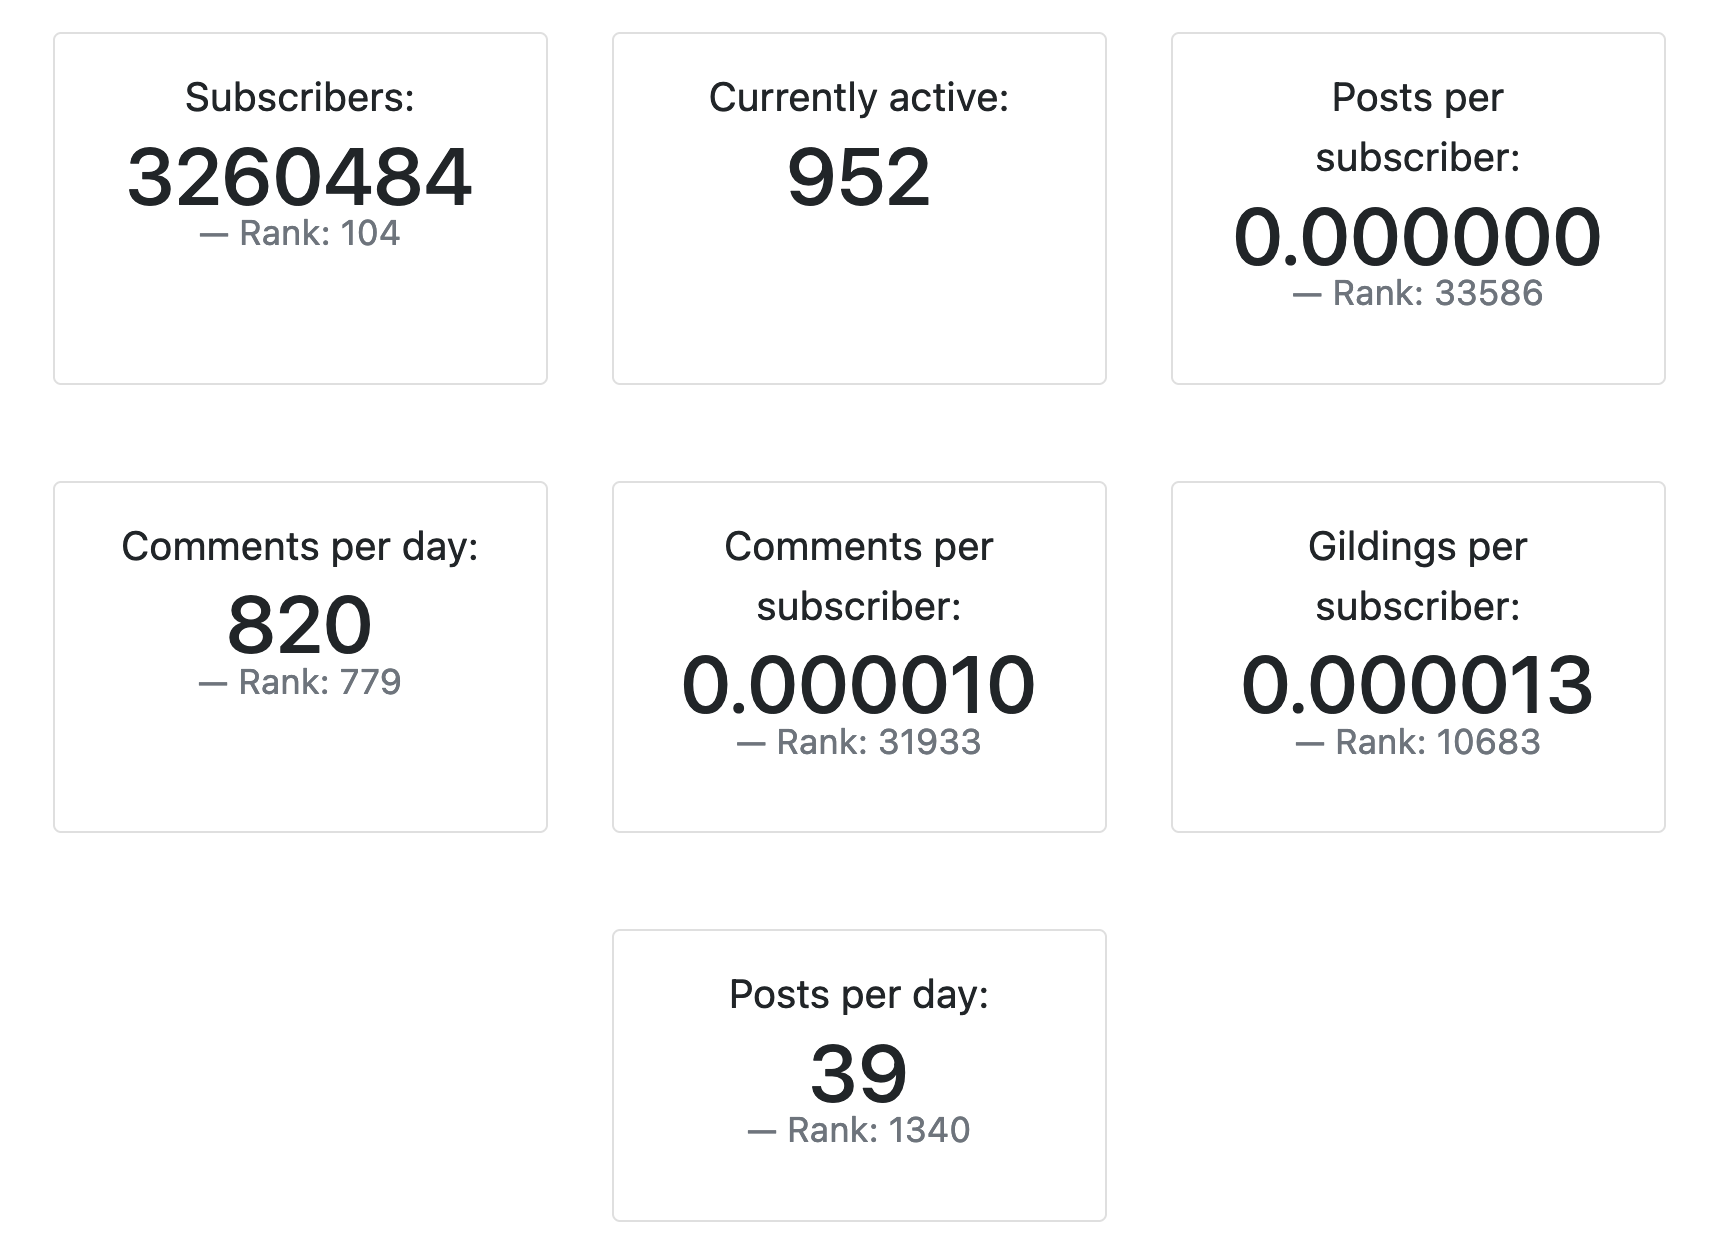 Subscribers:
3260484
— Rank: 104
Currently active:
952
Posts per
subscriber:
0.000000
— Rank: 33586
Comments per day:
820
— Rank: 779
Comments per
subscriber:
0.000010
— Rank: 31933
Gildings per
subscriber:
0.000013
— Rank: 10683
Posts per day:
39
— Rank: 1340